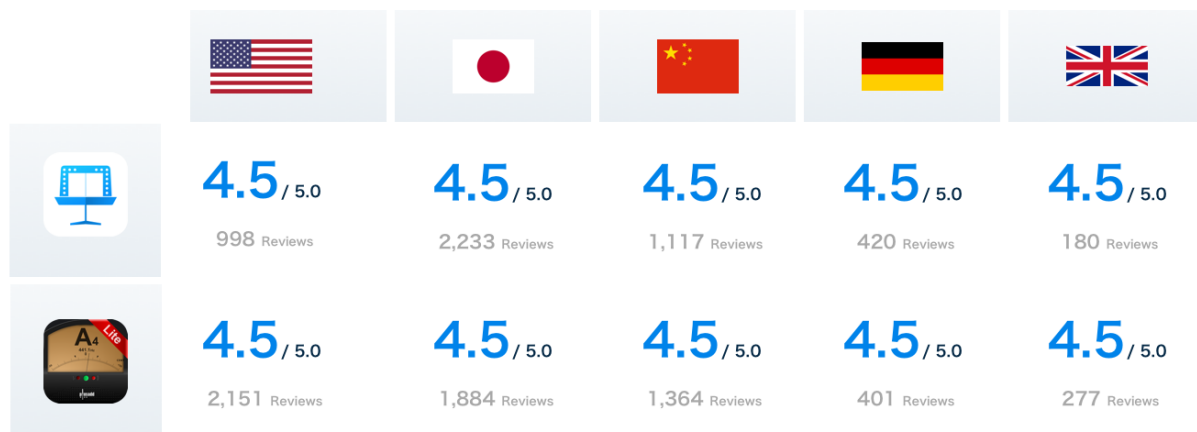 4.5 / 5.0 4.5 / 5.0 4.5 / 5.0 4.5 / 5.0 4.5 / 5.0
998 Reviews 2,233 Reviews 1,117 Reviews 420 Reviews 180 Reviews
A4
Lite
4.5 / 5.0 4.5 / 5.0 4.5 / 5.0 4.5 / 5.0 4.5 / 5.0
2,151 Reviews 1,884 Reviews 1,364 Reviews 401 Reviews 277 Reviews